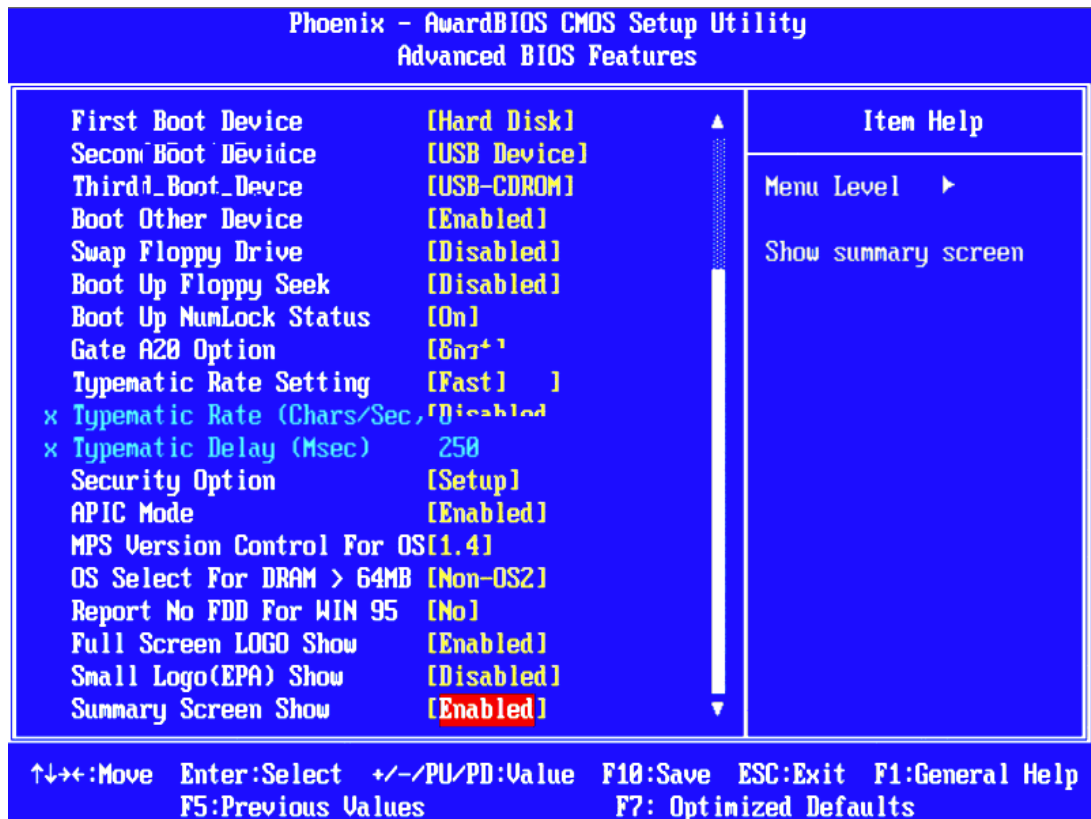 Phoenix - AwardBIOS CMOS Setup Utility
Advanced BIOS Features
First Boot Device [Hard Disk]
Boot [USB Device]
[USB-CDROM]
Boot Other Device [Enabled]
Swap Floppy Drive [Disabled]
Boot Up Floppy Seek [Disabled]
Boot Up NumLock Status [On]
Gate A20 Option
Typematic Rate Setting [Fast] ]
x Typematic Rate (Chars/Sec, [Disabled
x Typematic Delay (Msec) 250
Security Option [Setup]
APIC Mode [Enabled]
MPS Version Control For OS[1.4]
OS Select For DRAM > 64MB [Non-OS2]
Report No FDD For WIN 95 [No]
Full Screen LOGO Show [Enabled]
Small Logo(EPA) Show [Disabled]
Summary Screen Show [Enabled]
Item Help
Menu Level ►
Show summary screen
↑↓→←:Move Enter:Select +/-/PU/PD:Value F10:Save ESC:Exit F1:General Help
F5:Previous Values F7: Optimized Defaults